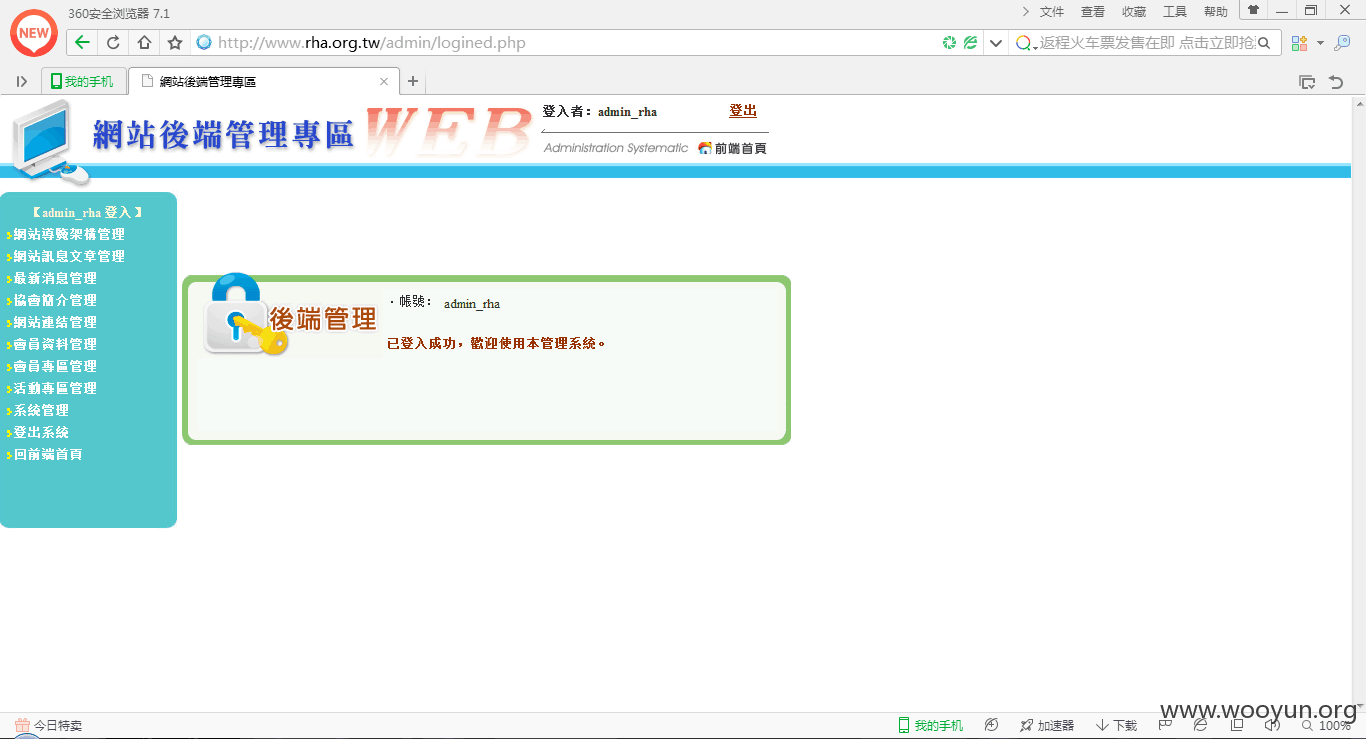 360安全浏览器 7.1
文件 查看 收藏 工具 帮助
NEW
http://www.rha.org.tw/admin/logined.php
返程火车票发售在即 点击立即抢
我的手机
網站後端管理專區
網站後端管理專區
WEB
登入者：admin_rha
登出
Administration Systematic
前端首頁
【admin_rha 登入】
網站導覽架構管理
網站訊息文章管理
最新消息管理
協會簡介管理
網站連結管理
會員資料管理
會員專區管理
活動專區管理
系統管理
登出系統
回前端首頁
後端管理
．帳號： admin_rha
已登入成功，歡迎使用本管理系統。
www.wooyun.org
今日特卖
我的手机
加速器
下载
100%